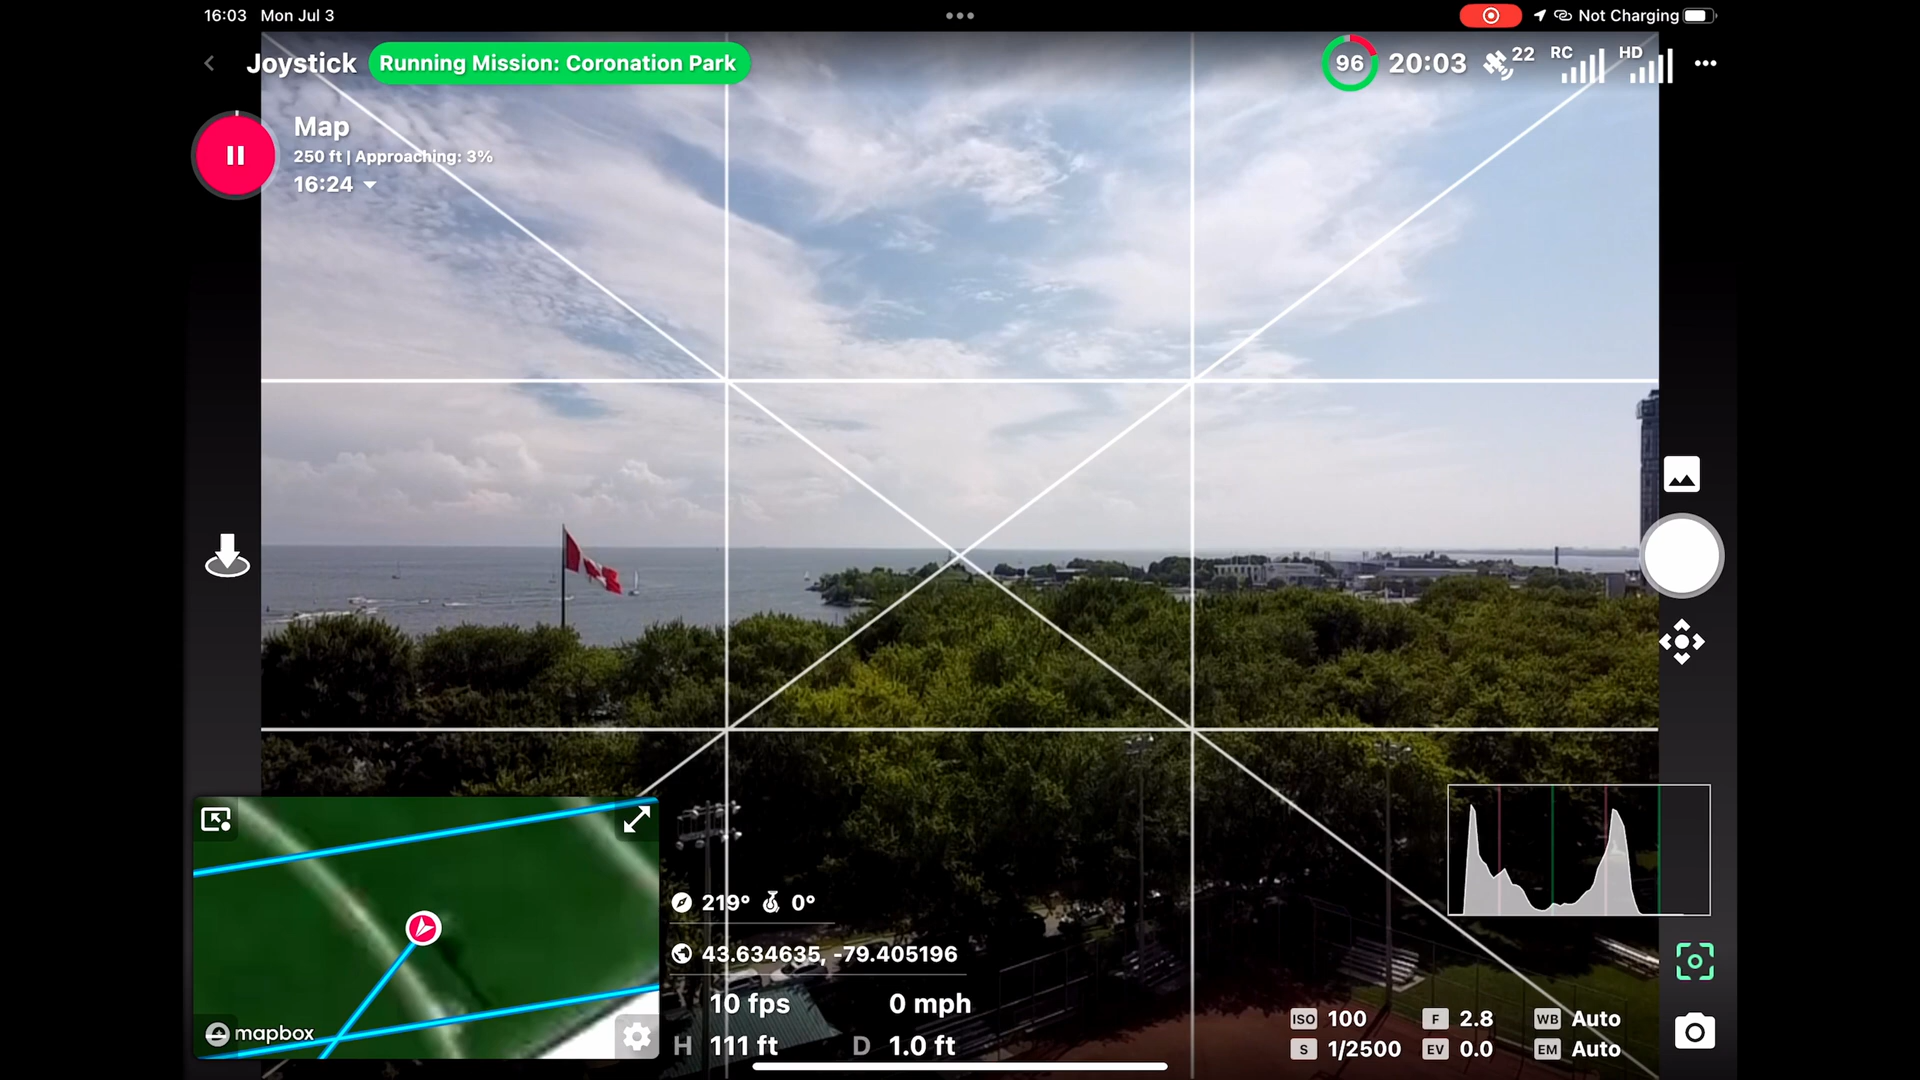 16:03 Mon Jul 3
Not Charging
Joystick
Running Mission: Coronation Park
96
20:03
22
RC
HD
Map
250 ft | Approaching: 3%
16:24
219° 0°
43.634635, -79.405196
10 fps 0 mph
H 111 ft D 1.0 ft
mapbox
ISO 100 F 2.8 WB Auto
S 1/2500 EV 0.0 EM Auto